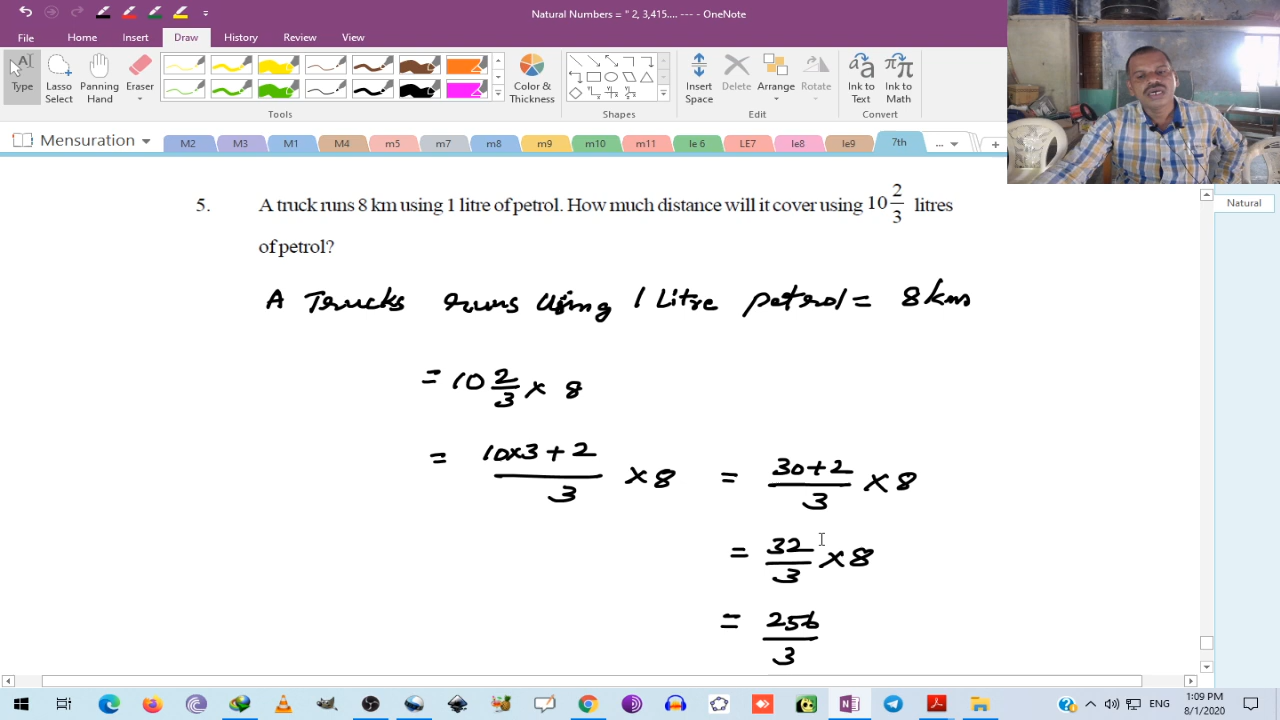 Natural Numbers = " 2, 3,415.... --- - OneNote
File Home Insert Draw History Review View
Type Lasso Select Panning Hand Eraser Color & Thickness Insert Space Delete Arrange Rotate Ink to Text Ink to Math
Tools Shapes Edit Convert
Mensuration M2 M3 M1 M4 m5 m7 m8 m9 m10 m11 le 6 LE7 le8 le9 7th ...
Natural
5. A truck runs 8 km using 1 litre of petrol. How much distance will it cover using 10 2/3 litres
of petrol?
A Trucks runs Using 1 Litre petrol = 8 km
= 10 2/3 × 8
= 10×3+2/3 × 8 = 30+2/3 × 8
= 32/3 × 8
= 256/3
ENG 1:09 PM
8/1/2020